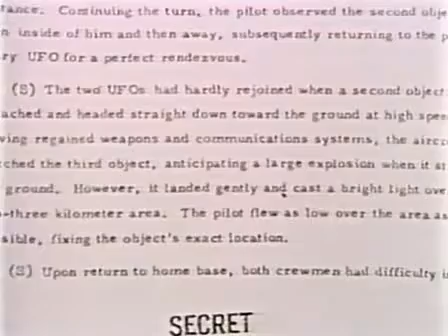 tance. Continuing the turn, the pilot observed the second obje
n inside of him and then away, subsequently returning to the p
ry UFO for a perfect rendezvous.
(S) The two UFOs had hardly rejoined when a second object
ached and headed straight down toward the ground at high spee
ving regained weapons and communications systems, the aircr
tched the third object, anticipating a large explosion when it st
ground. However, it landed gently and cast a bright light over
-three kilometer area. The pilot flew as low over the area as
sible, fixing the object's exact location.
(S) Upon return to home base, both crewmen had difficulty i
SECRET